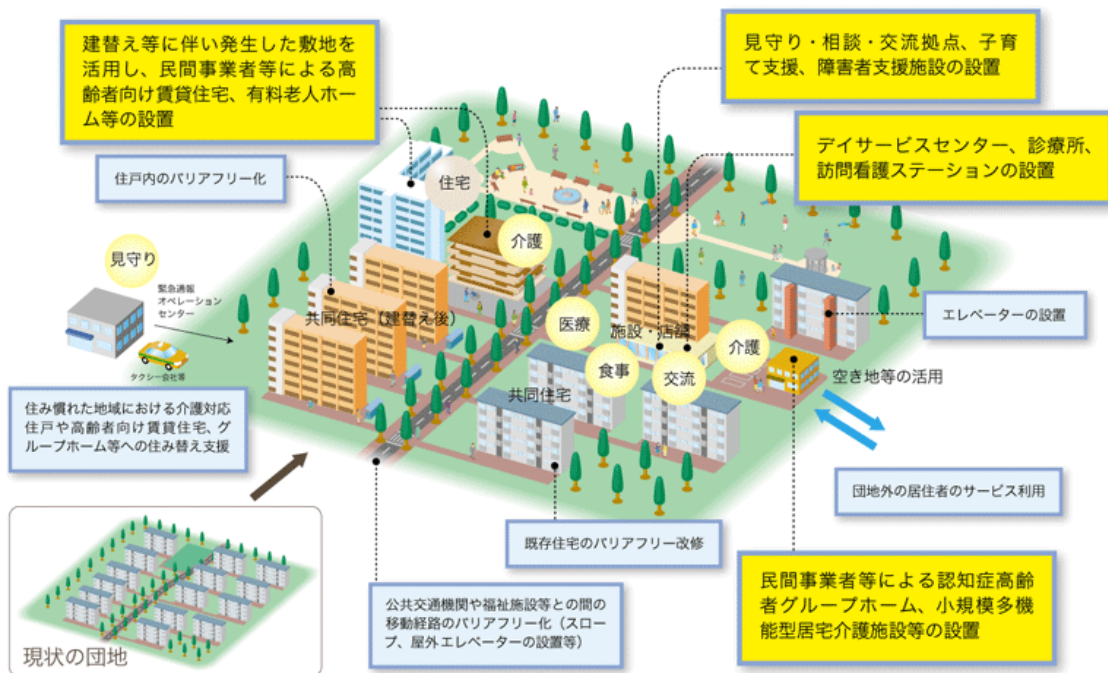 建替え等に伴い発生した敷地を
活用し、民間事業者等による高
齢者向け賃貸住宅、有料老人ホ
ーム等の設置
見守り・相談・交流拠点、子育
て支援、障害者支援施設の設置
デイサービスセンター、診療所、
訪問看護ステーションの設置
住戸内のバリアフリー化
住宅
介護
見守り
緊急通報
オペレーション
センター
タクシー会社等
共同住宅【建替え後】
医療
施設・店舗
介護
食事
交流
共同住宅
エレベーターの設置
空き地等の活用
住み慣れた地域における介護対応
住戸や高齢者向け賃貸住宅、グ
ループホーム等への住み替え支援
団地外の居住者のサービス利用
既存住宅のバリアフリー改修
公共交通機関や福祉施設等との間の
移動経路のバリアフリー化（スロー
プ、屋外エレベーターの設置等）
民間事業者等による認知症高齢
者グループホーム、小規模多機
能型居宅介護施設等の設置
現状の団地